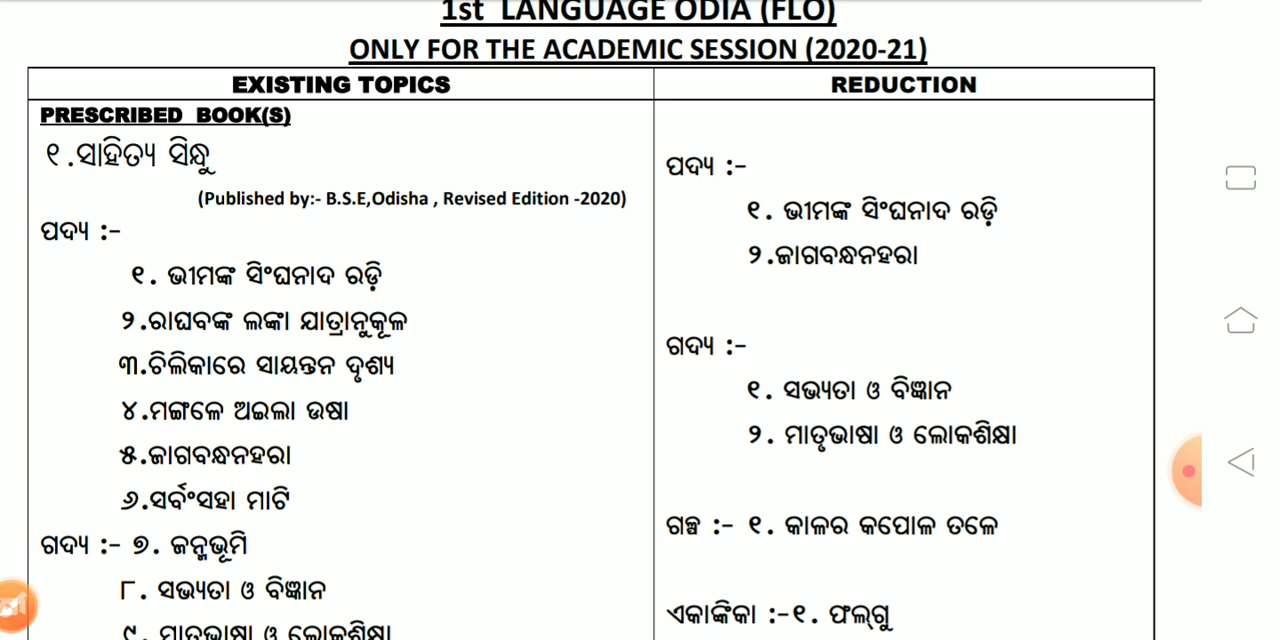 1st LANGUAGE ODIA (FLO)
ONLY FOR THE ACADEMIC SESSION (2020-21)
EXISTING TOPICS
PRESCRIBED BOOK(S)
୧.ସାହିତ୍ୟ ସିନ୍ଧୁ
(Published by:- B.S.E,Odisha , Revised Edition -2020)
ପଦ୍ୟ :-
୧. ଭୀମଙ୍କ ସିଂଘନାଦ ରଡ଼ି
୨.ରାଘବଙ୍କ ଲଙ୍କା ଯାତ୍ରାନୁକୂଳ
୩.ଚିଲିକାରେ ସାୟନ୍ତନ ଦୃଶ୍ୟ
୪.ମଙ୍ଗଳେ ଅଇଲା ଉଷା
୫.ଜାଗବନ୍ଧନହରା
୬.ସର୍ବଂସହା ମାଟି
ଗଦ୍ୟ :- ୭. ଜନ୍ମଭୂମି
୮. ସଭ୍ୟତା ଓ ବିଜ୍ଞାନ
୯. ମାତୃଭାଷା ଓ ଲୋକଶିକ୍ଷା
REDUCTION
ପଦ୍ୟ :-
୧. ଭୀମଙ୍କ ସିଂଘନାଦ ରଡ଼ି
୨.ଜାଗବନ୍ଧନହରା
ଗଦ୍ୟ :-
୧. ସଭ୍ୟତା ଓ ବିଜ୍ଞାନ
୨. ମାତୃଭାଷା ଓ ଲୋକଶିକ୍ଷା
ଗଳ୍ପ :- ୧. କାଳର କପୋଳ ତଳେ
ଏକାଙ୍କିକା :-୧. ଫଲ୍‌ଗୁ